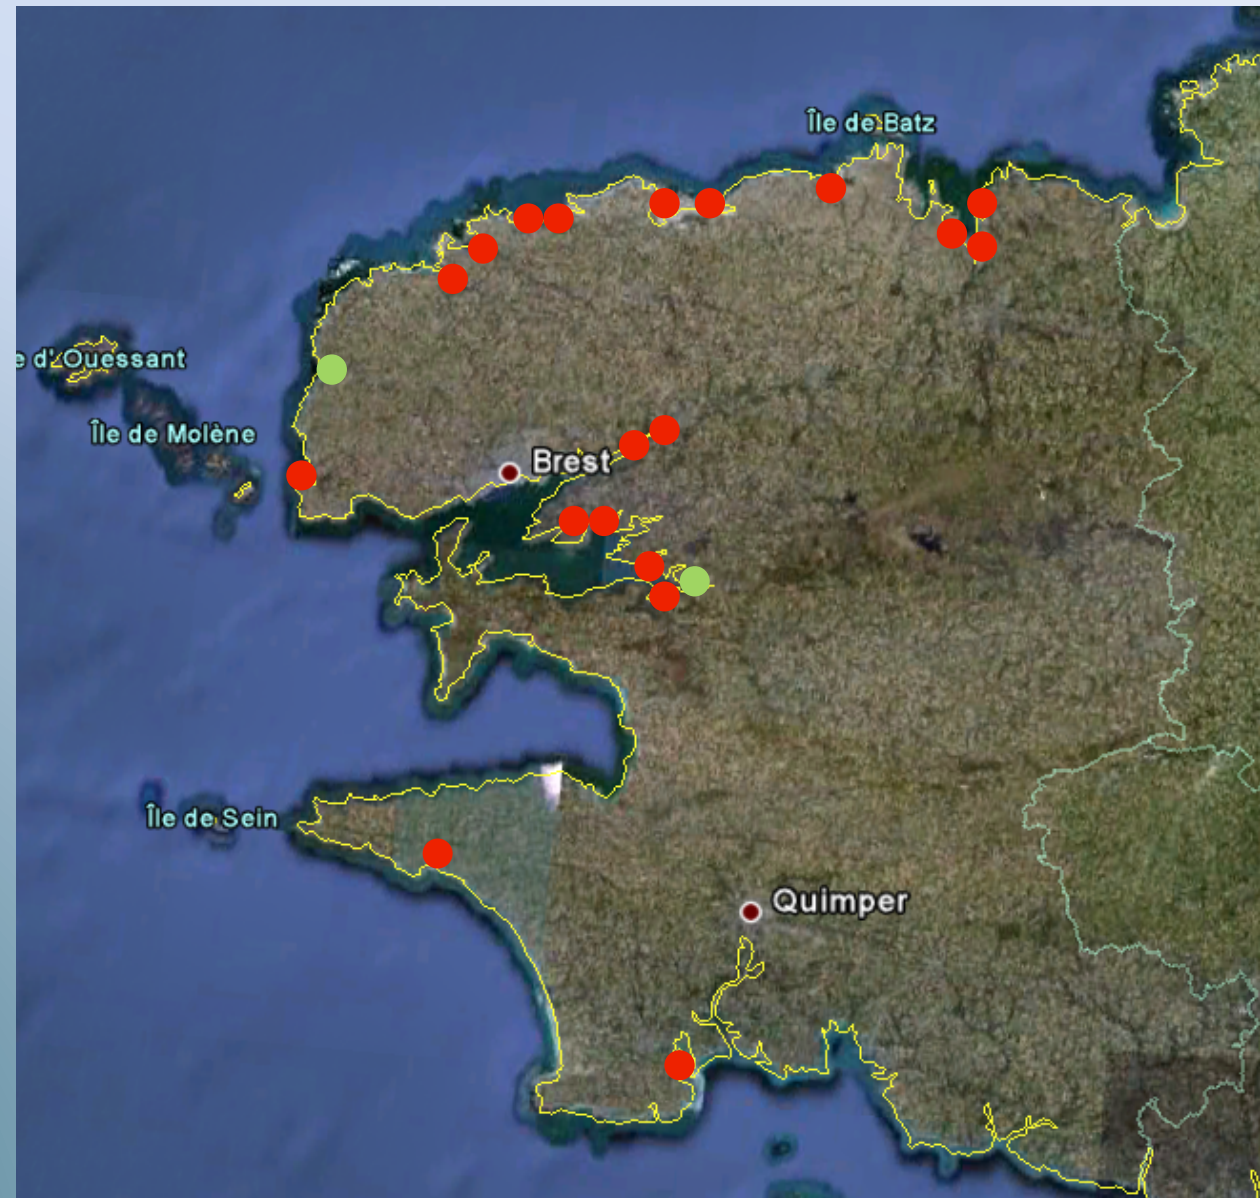 Île de Batz
e d'Ouessant
Île de Molène
Brest
Île de Sein
Quimper